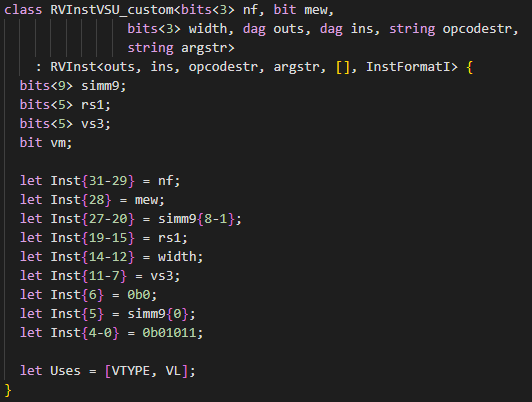 class RVInstVSU_custom<bits<3> nf, bit mew,
                       bits<3> width, dag outs, dag ins, string opcodestr,
                       string argstr>
    : RVInst<outs, ins, opcodestr, argstr, [], InstFormatI> {
  bits<9> simm9;
  bits<5> rs1;
  bits<5> vs3;
  bit vm;

  let Inst{31-29} = nf;
  let Inst{28} = mew;
  let Inst{27-20} = simm9{8-1};
  let Inst{19-15} = rs1;
  let Inst{14-12} = width;
  let Inst{11-7} = vs3;
  let Inst{6} = 0b0;
  let Inst{5} = simm9{0};
  let Inst{4-0} = 0b01011;

  let Uses = [VTYPE, VL];
}